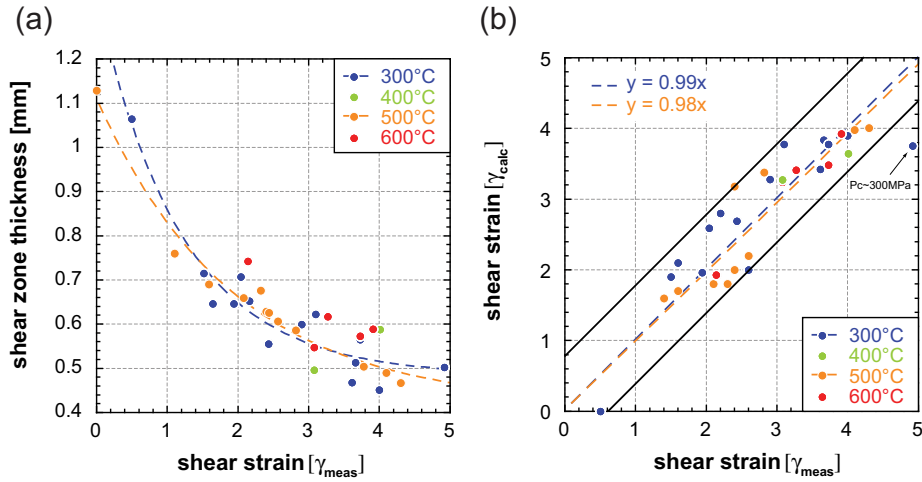 (a)
shear zone thickness [mm]
1.2
1.1
1
0.9
0.8
0.7
0.6
0.5
0.4
0
1
2
3
4
5
shear strain [γmeas]
300°C
400°C
500°C
600°C
(b)
shear strain [γcalc]
5
4
3
2
1
0
0
1
2
3
4
5
shear strain [γmeas]
y = 0.99x
y = 0.98x
Pc~300MPa
300°C
400°C
500°C
600°C